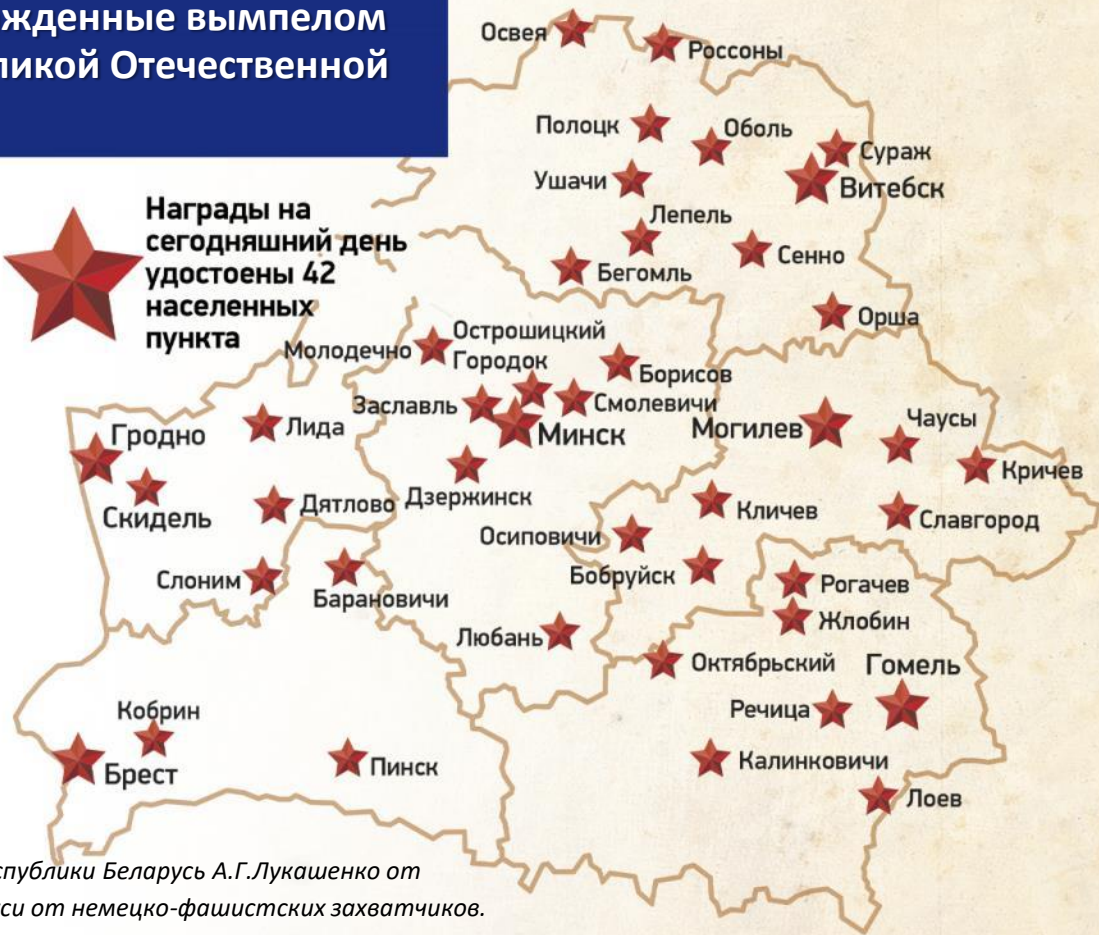 жденные вымпелом
ликой Отечественной
Награды на
сегодняшний день
удостоены 42
населенных
пункта
Освея
Россоны
Полоцк
Оболь
Сураж
Ушачи
Витебск
Лепель
Сенно
Бегомль
Орша
Молодечно
Острошицкий
Городок
Борисов
Заславль
Смолевичи
Минск
Могилев
Чаусы
Гродно
Лида
Кричев
Скидель
Дятлово
Дзержинск
Кличев
Славгород
Осиповичи
Слоним
Барановичи
Бобруйск
Рогачев
Жлобин
Любань
Октябрьский
Гомель
Речица
Кобрин
Брест
Пинск
Калинковичи
Лоев
спублики Беларусь А.Г.Лукашенко от
си от немецко-фашистских захватчиков.